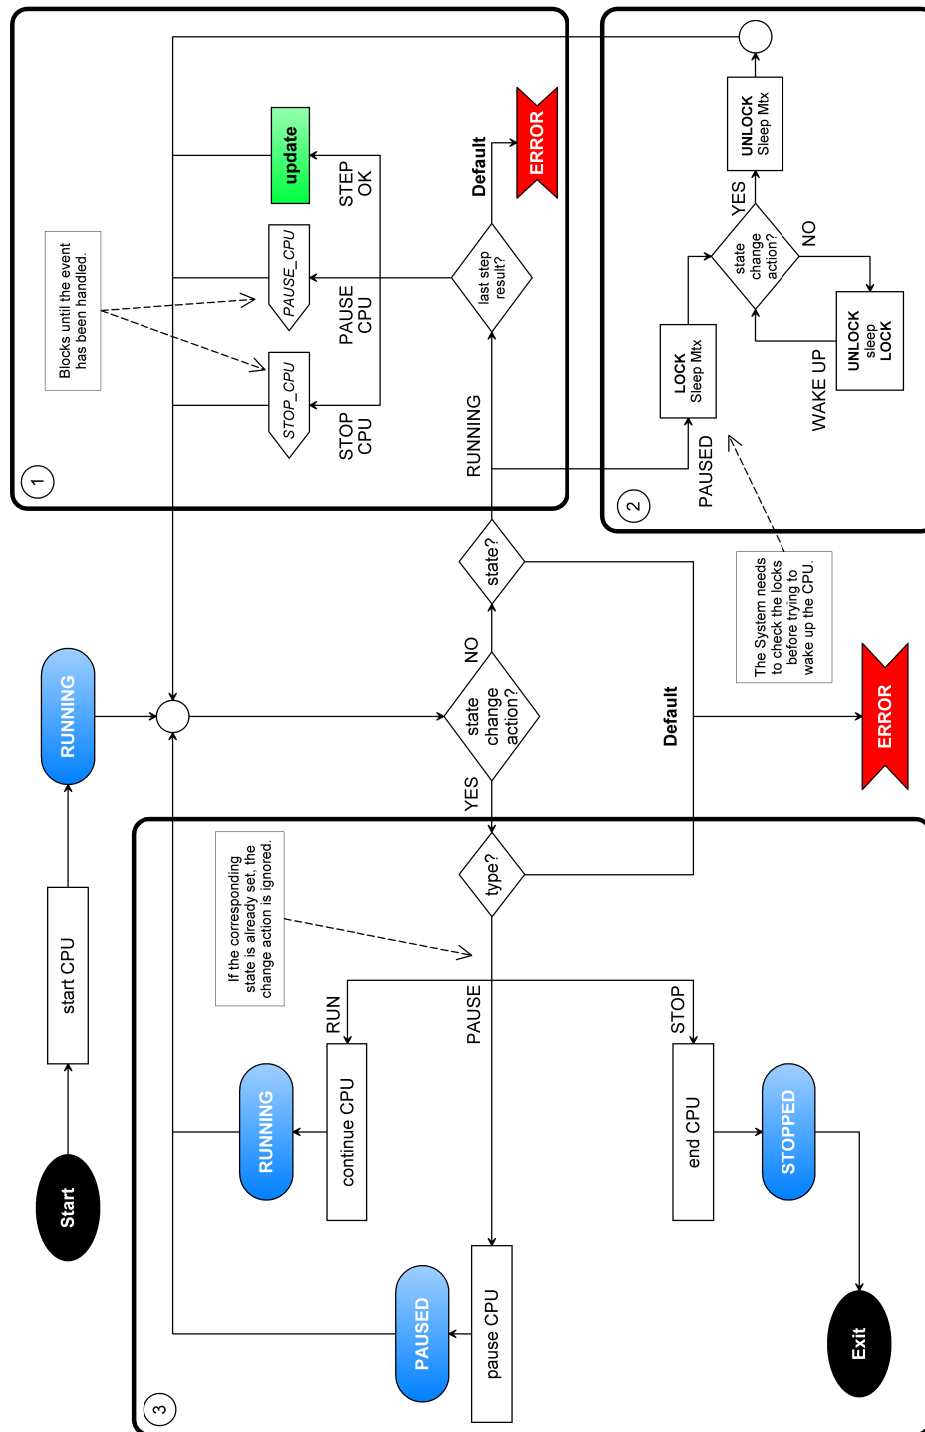 Start
start CPU
RUNNING
3
PAUSED
pause CPU
RUNNING
continue CPU
RUN
PAUSE
STOP
end CPU
STOPPED
Exit
If the corresponding
state is already set, the
change action is ignored.
type?
YES
state
change
action?
NO
state?
Default
ERROR
1
Blocks until the event
has been handled.
STOP_CPU
PAUSE_CPU
update
STOP
CPU
PAUSE
CPU
STEP
OK
RUNNING
last step
result?
Default
ERROR
2
The System needs
to check the locks
before trying to
wake up the CPU.
PAUSED
LOCK
Sleep Mtx
state
change
action?
YES
UNLOCK
Sleep Mtx
NO
WAKE UP
UNLOCK
sleep
LOCK